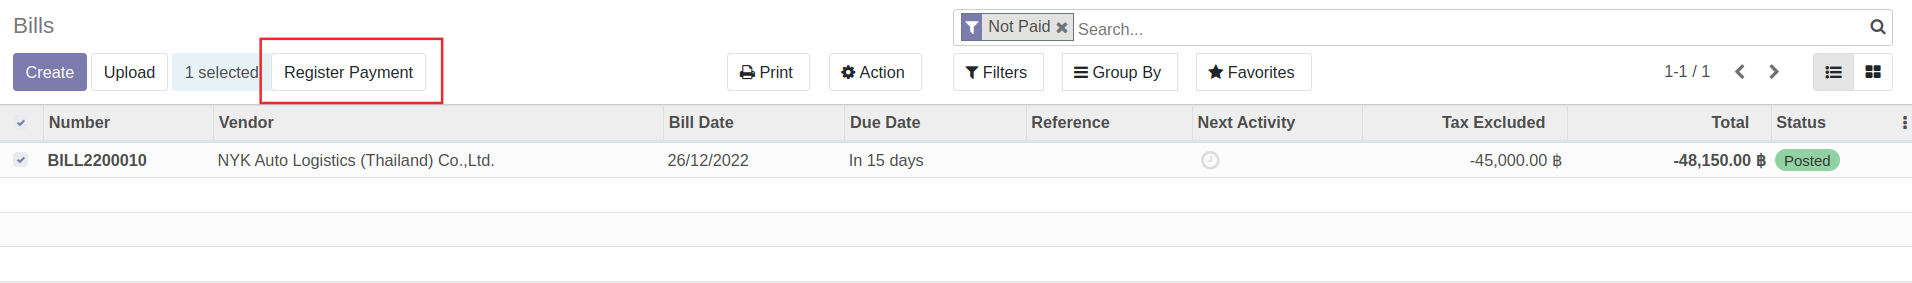 Bills
Not Paid Search...
Create Upload 1 selected Register Payment Print Action Filters Group By Favorites 1-1 / 1
Number Vendor Bill Date Due Date Reference Next Activity Tax Excluded Total Status
BILL2200010 NYK Auto Logistics (Thailand) Co.,Ltd. 26/12/2022 In 15 days -45,000.00 ฿ -48,150.00 ฿ Posted